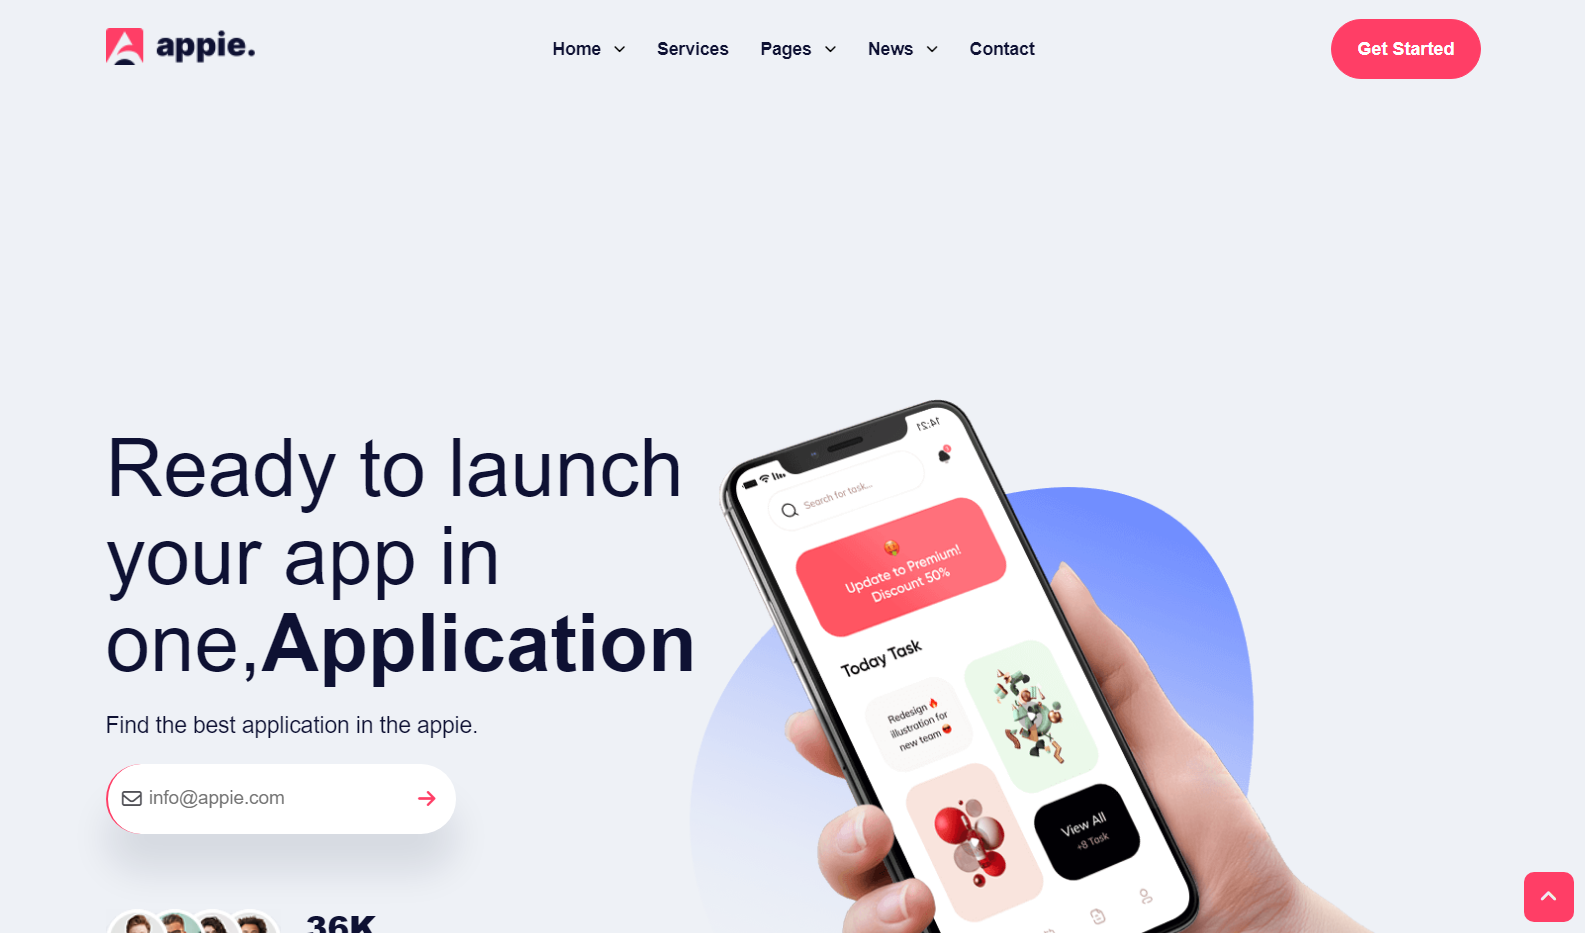 appie.
Home
Services
Pages
News
Contact
Get Started
Ready to launch
your app in
one,Application
Find the best application in the appie.
info@appie.com
36K
14:21
Search for task...
Update to Premium!
Discount 50%
Today Task
Redesign 🔥
illustration for
new team 😎
View All
+8 Task